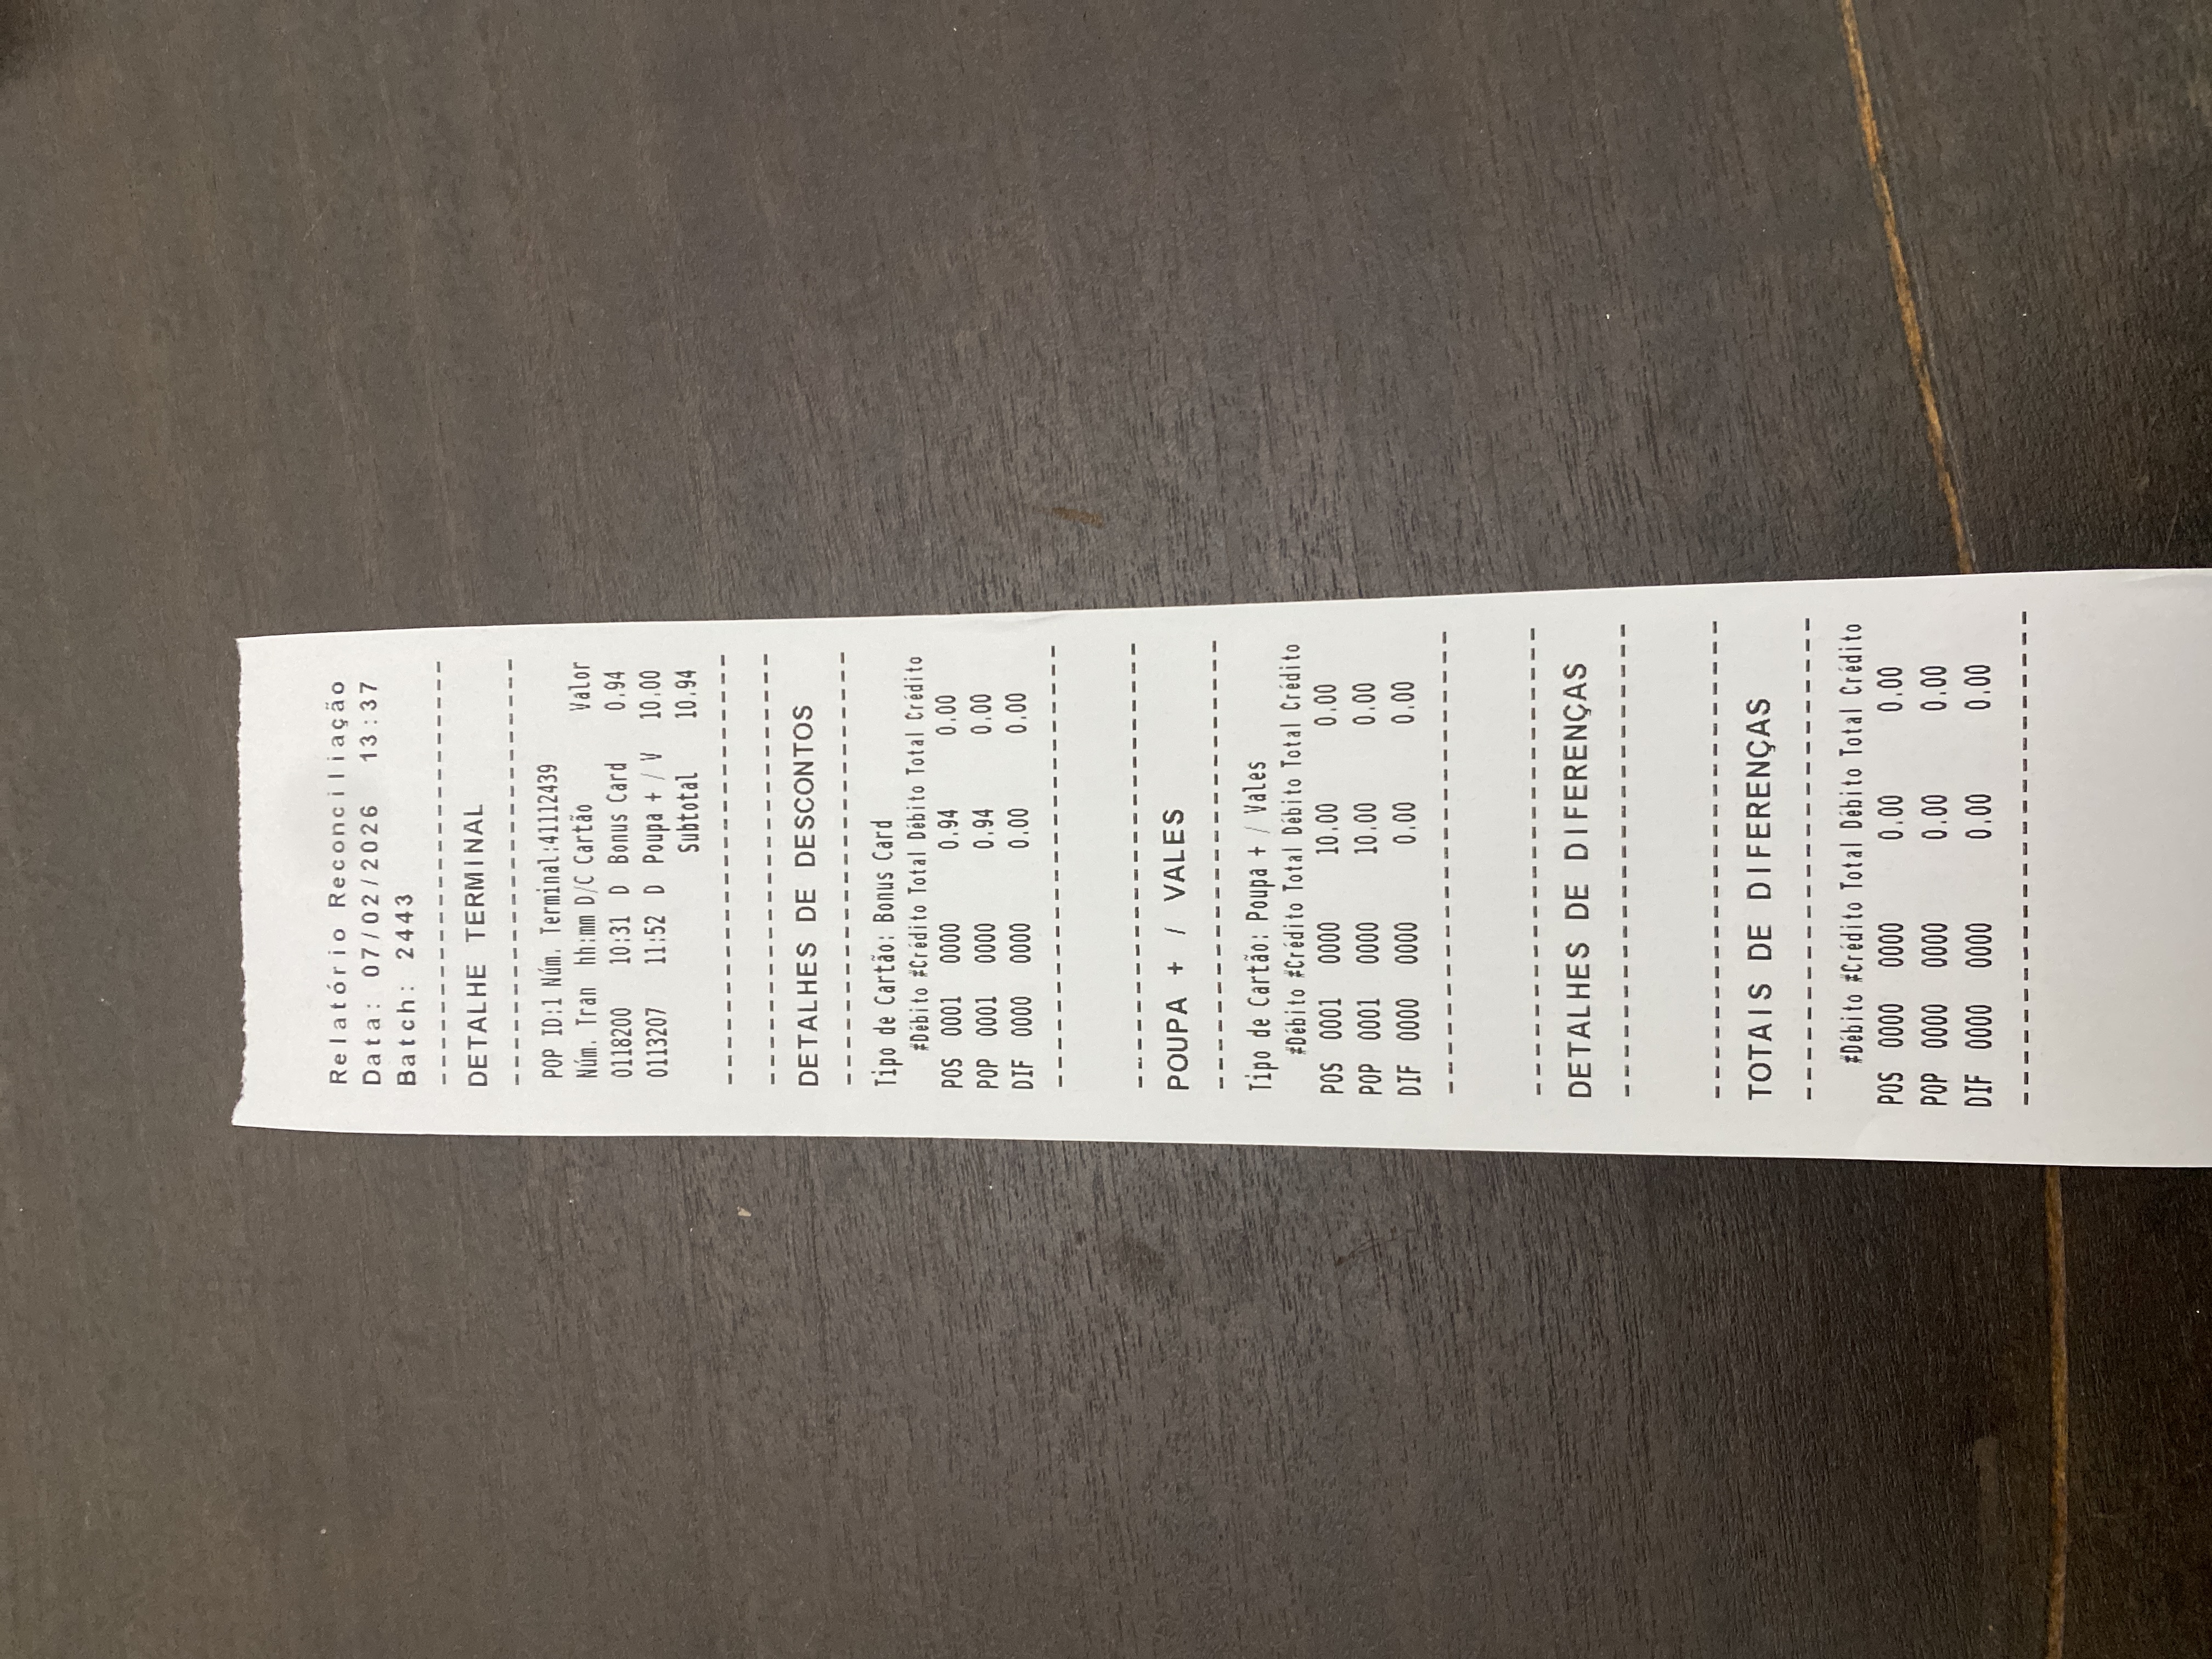 Relatório Reconciliação
Data: 07/02/2026 13:37
Batch: 24443
------------------------------
DETALHE TERMINAL
------------------------------
POP ID:1 Núm. Terminal:41112439
Núm. Tran hh:mm D/C Cartão Valor
0118200 10:31 D Bonus Card 0.94
0113207 11:52 D Poupa + / V 10.00
Subtotal 10.94
------------------------------
------------------------------
DETALHES DE DESCONTOS
------------------------------
Tipo de Cartão: Bonus Card
#Débito #Crédito Total Débito Total Crédito
POS 0001 0000 0.94 0.00
POP 0001 0000 0.94 0.00
DIF 0000 0000 0.00 0.00
------------------------------
------------------------------
POUPA + / VALES
------------------------------
Tipo de Cartão: Poupa + / Vales
#Débito #Crédito Total Débito Total Crédito
POS 0001 0000 10.00 0.00
POP 0001 0000 10.00 0.00
DIF 0000 0000 0.00 0.00
------------------------------
------------------------------
DETALHES DE DIFERENÇAS
------------------------------
------------------------------
TOTAIS DE DIFERENÇAS
------------------------------
#Débito #Crédito Total Débito Total Crédito
POS 0000 0000 0.00 0.00
POP 0000 0000 0.00 0.00
DIF 0000 0000 0.00 0.00
------------------------------